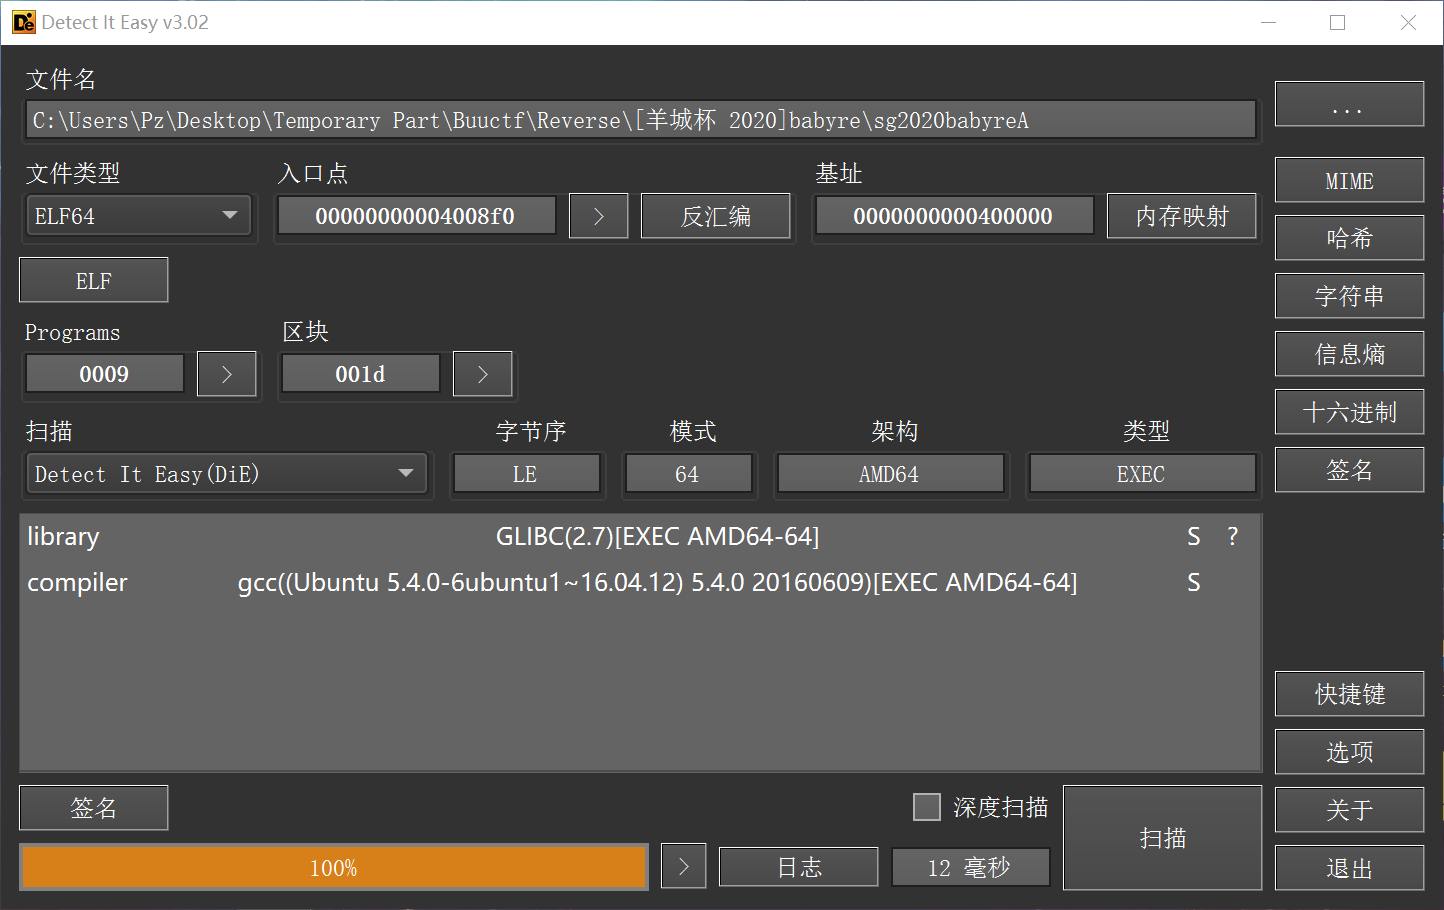 Detect It Easy v3.02
文件名
C:\Users\Pz\Desktop\Temporary Part\Buuctf\Reverse\[羊城杯 2020]babyre\sg2020babyreA
...
文件类型 入口点 基址
ELF64 00000000004008f0 > 反汇编 0000000000400000 内存映射
MIME
哈希
ELF
字符串
Programs 区块
0009 > 001d >
信息熵
十六进制
扫描 字节序 模式 架构 类型
Detect It Easy(DiE) LE 64 AMD64 EXEC
签名
library GLIBC(2.7)[EXEC AMD64-64] S ?
compiler gcc((Ubuntu 5.4.0-6ubuntu1~16.04.12) 5.4.0 20160609)[EXEC AMD64-64] S
快捷键
选项
签名 深度扫描 扫描
关于
100% > 日志 12 毫秒
退出